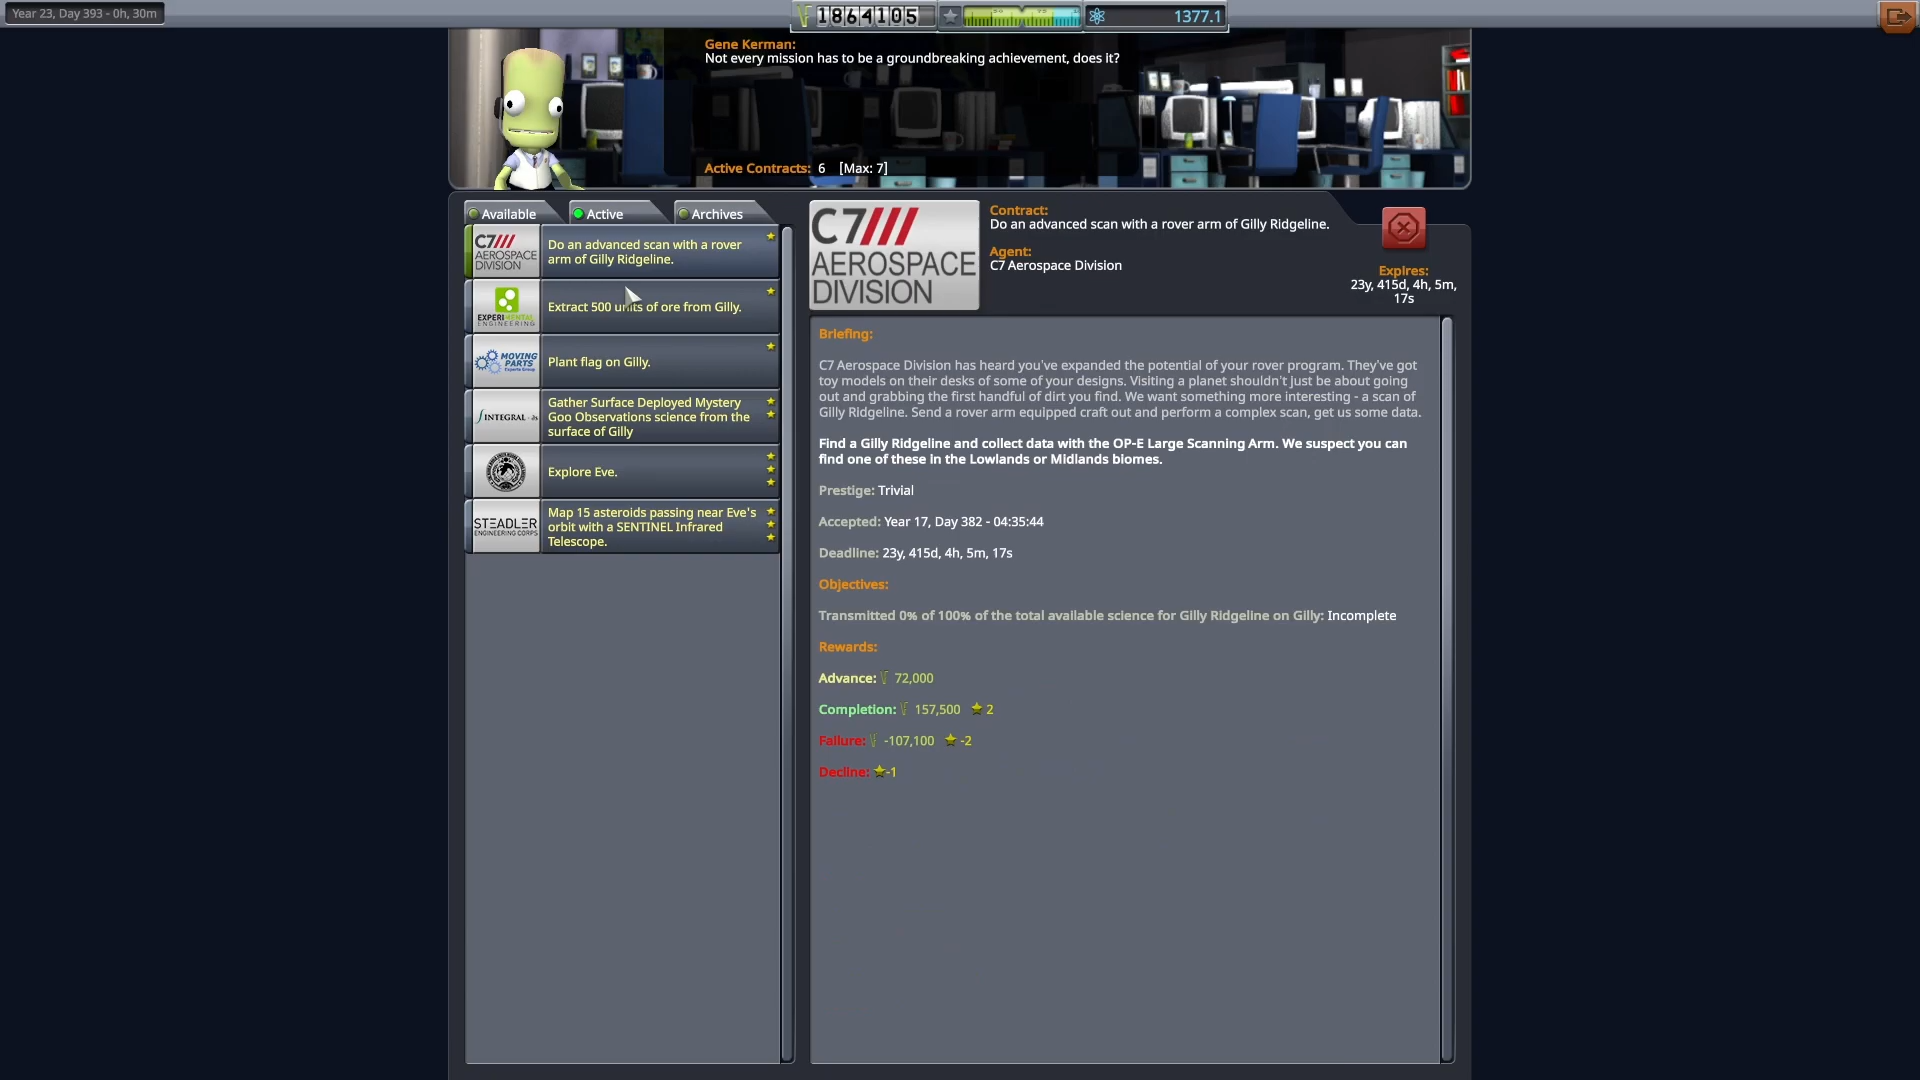 Year 23, Day 393 - 0h, 30m
1864105
1377.1
Gene Kerman:
Not every mission has to be a groundbreaking achievement, does it?
Active Contracts: 6 [Max: 7]
Available
Active
Archives
C7 AEROSPACE DIVISION
Do an advanced scan with a rover
arm of Gilly Ridgeline.
EXPERIMENTAL
ENGINEERING
Extract 500 units of ore from Gilly.
MOVING
PARTS
Experts Group
Plant flag on Gilly.
INTEGRAL
Gather Surface Deployed Mystery
Goo Observations science from the
surface of Gilly
Explore Eve.
STEADLER
ENGINEERING CORPS
Map 15 asteroids passing near Eve's
orbit with a SENTINEL Infrared
Telescope.
C7
AEROSPACE
DIVISION
Contract:
Do an advanced scan with a rover arm of Gilly Ridgeline.
Agent:
C7 Aerospace Division
Expires:
23y, 415d, 4h, 5m,
17s
Briefing:
C7 Aerospace Division has heard you've expanded the potential of your rover program. They've got
toy models on their desks of some of your designs. Visiting a planet shouldn't just be about going
out and grabbing the first handful of dirt you find. We want something more interesting - a scan of
Gilly Ridgeline. Send a rover arm equipped craft out and perform a complex scan, get us some data.
Find a Gilly Ridgeline and collect data with the OP-E Large Scanning Arm. We suspect you can
find one of these in the Lowlands or Midlands biomes.
Prestige: Trivial
Accepted: Year 17, Day 382 - 04:35:44
Deadline: 23y, 415d, 4h, 5m, 17s
Objectives:
Transmitted 0% of 100% of the total available science for Gilly Ridgeline on Gilly: Incomplete
Rewards:
Advance: 72,000
Completion: 157,500 2
Failure: -107,100 -2
Decline: -1